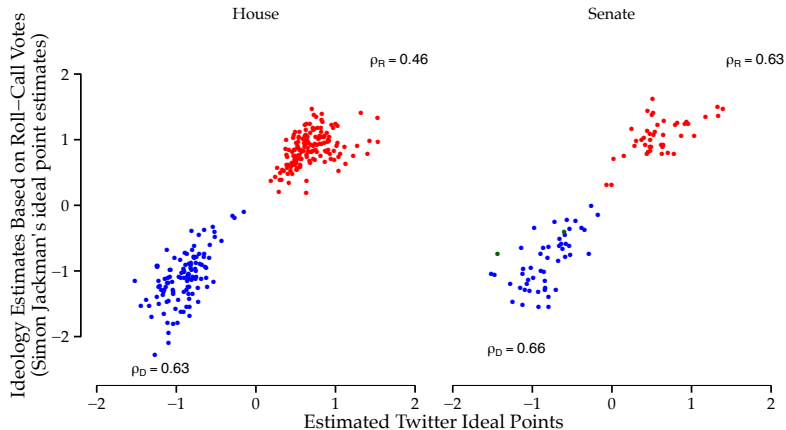 House
Senate
Ideology Estimates Based on Roll−Call Votes
(Simon Jackman's ideal point estimates)
ρR = 0.46
ρR = 0.63
2
1
0
−1
−2
ρD = 0.63
ρD = 0.66
−2 −1 0 1 2
−2 −1 0 1 2
Estimated Twitter Ideal Points